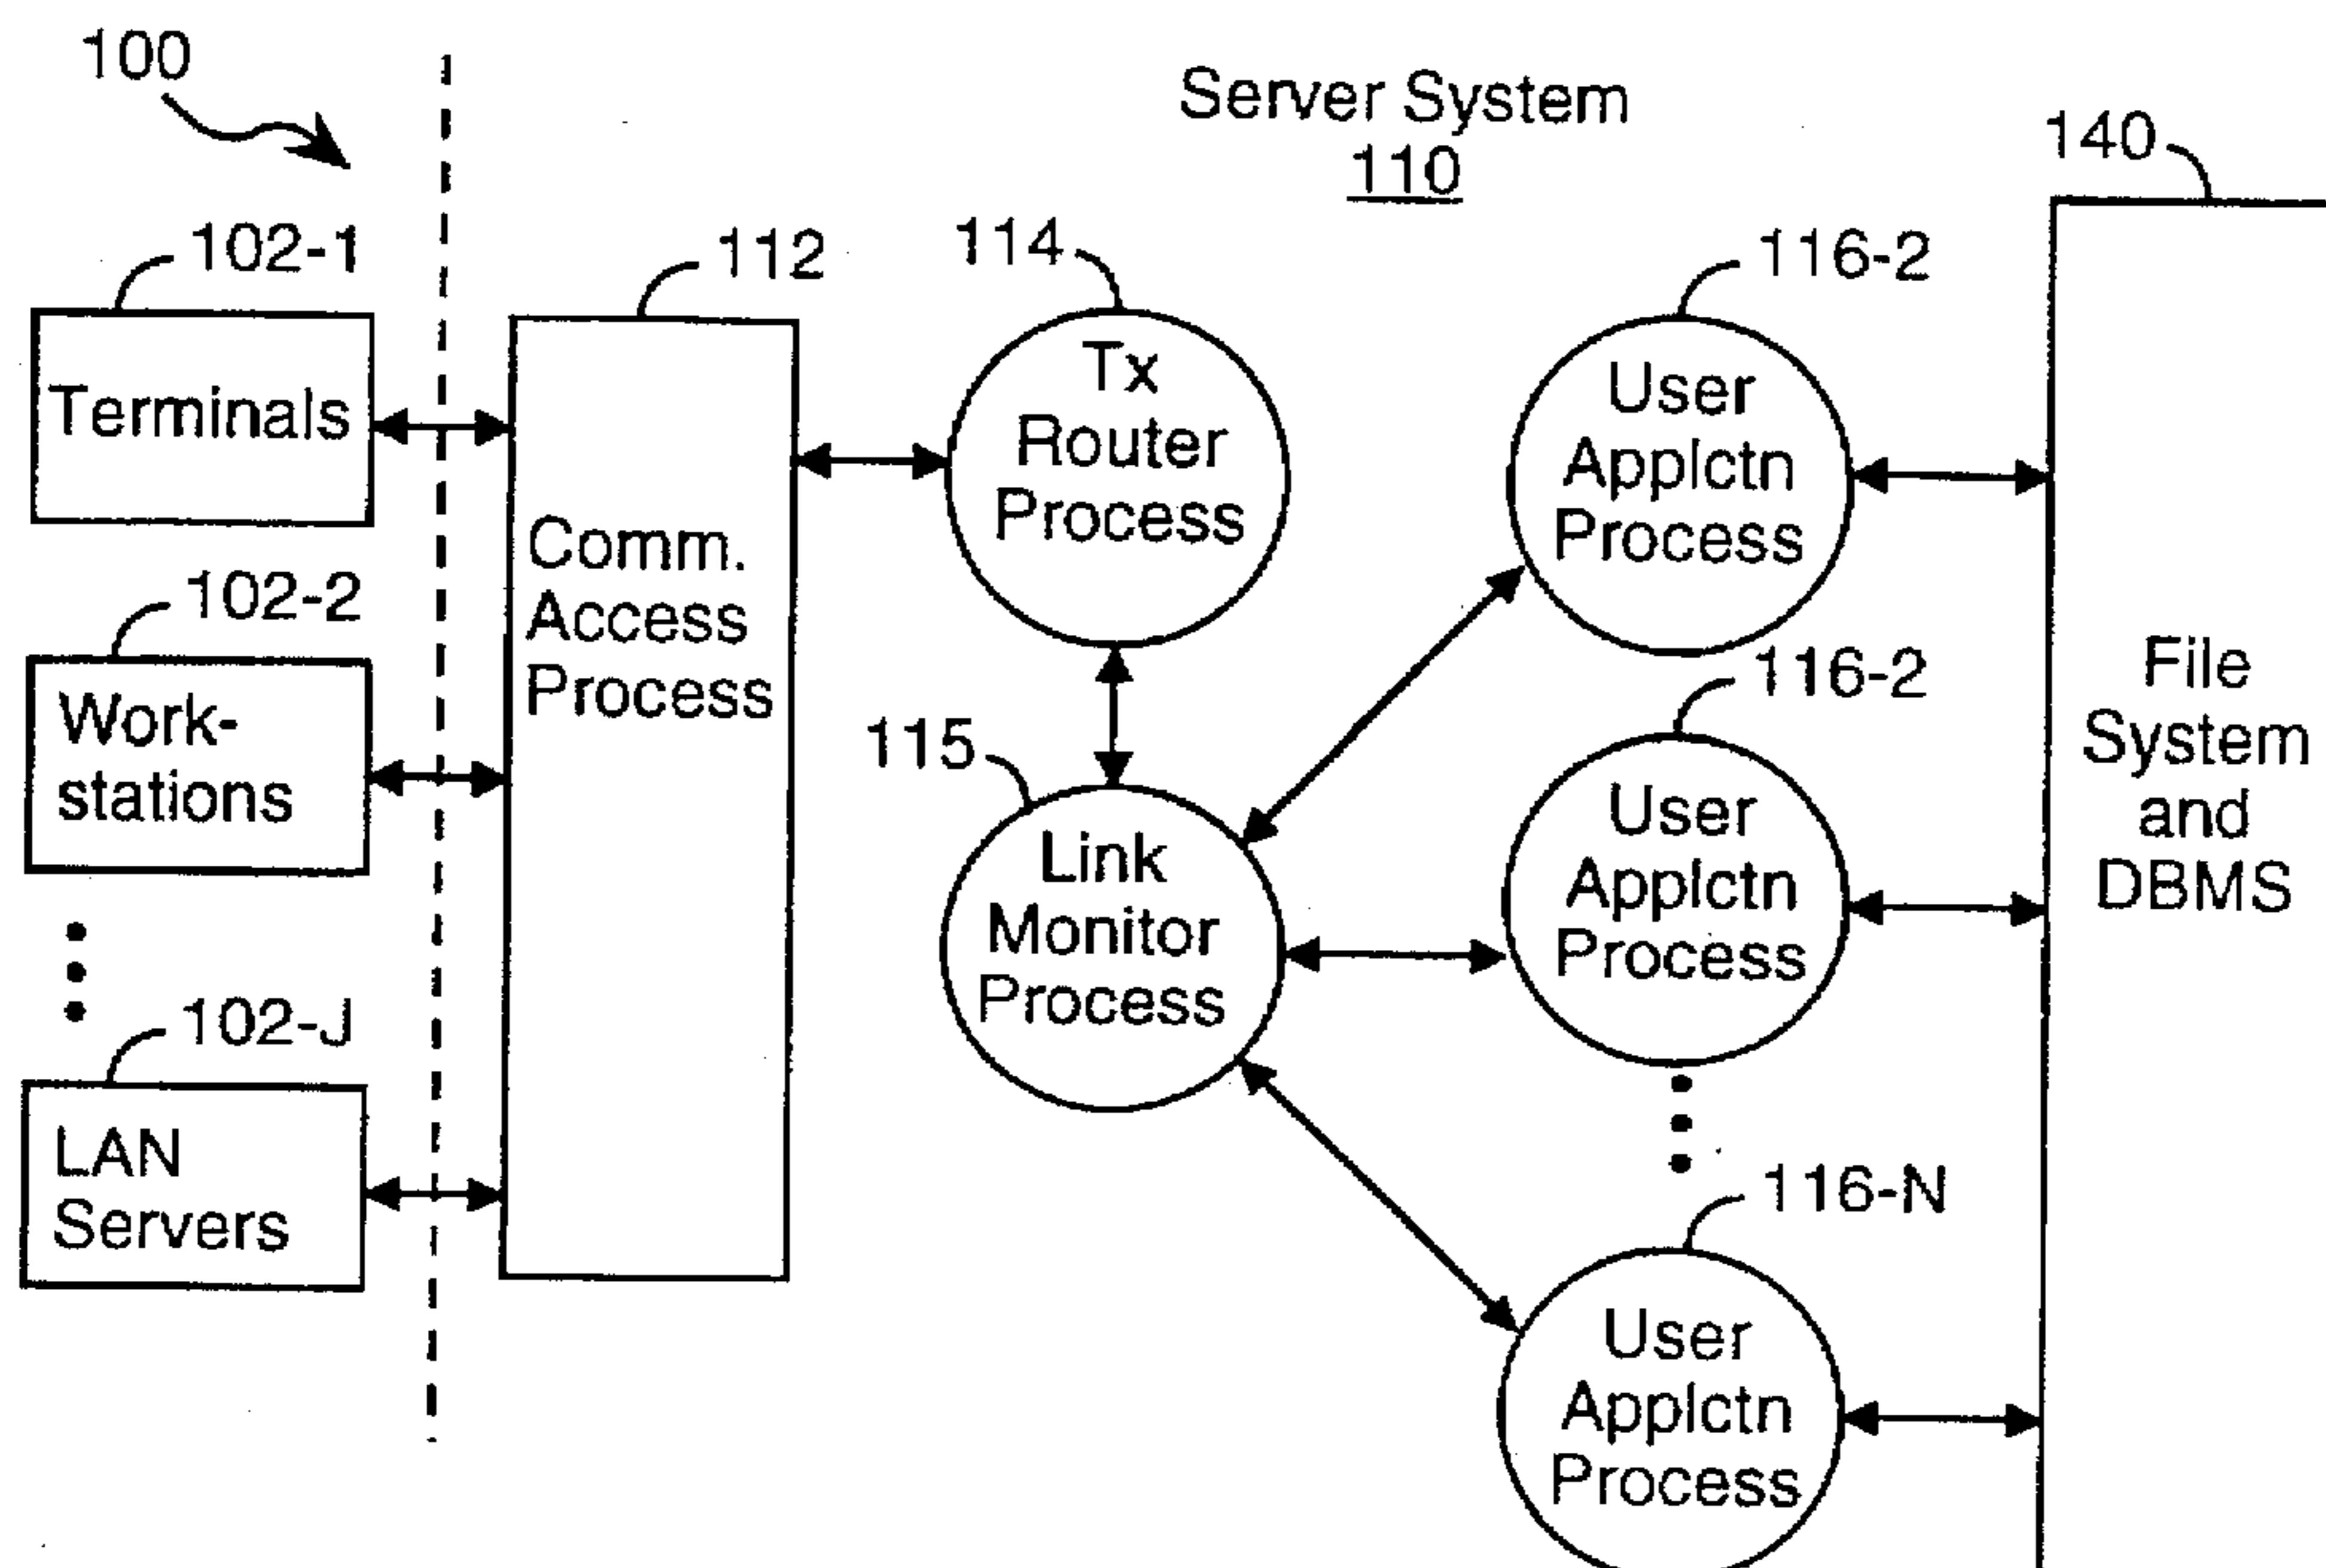 100
Server System
110
140
102-1
112
114
116-2
Terminals
Tx
Router
Process
User
Applctn
Process
Comm.
Access
Process
102-2
Work-
stations
115
116-2
File
System
and
DBMS
Link
Monitor
Process
User
Applctn
Process
102-J
LAN
Servers
116-N
User
Applctn
Process